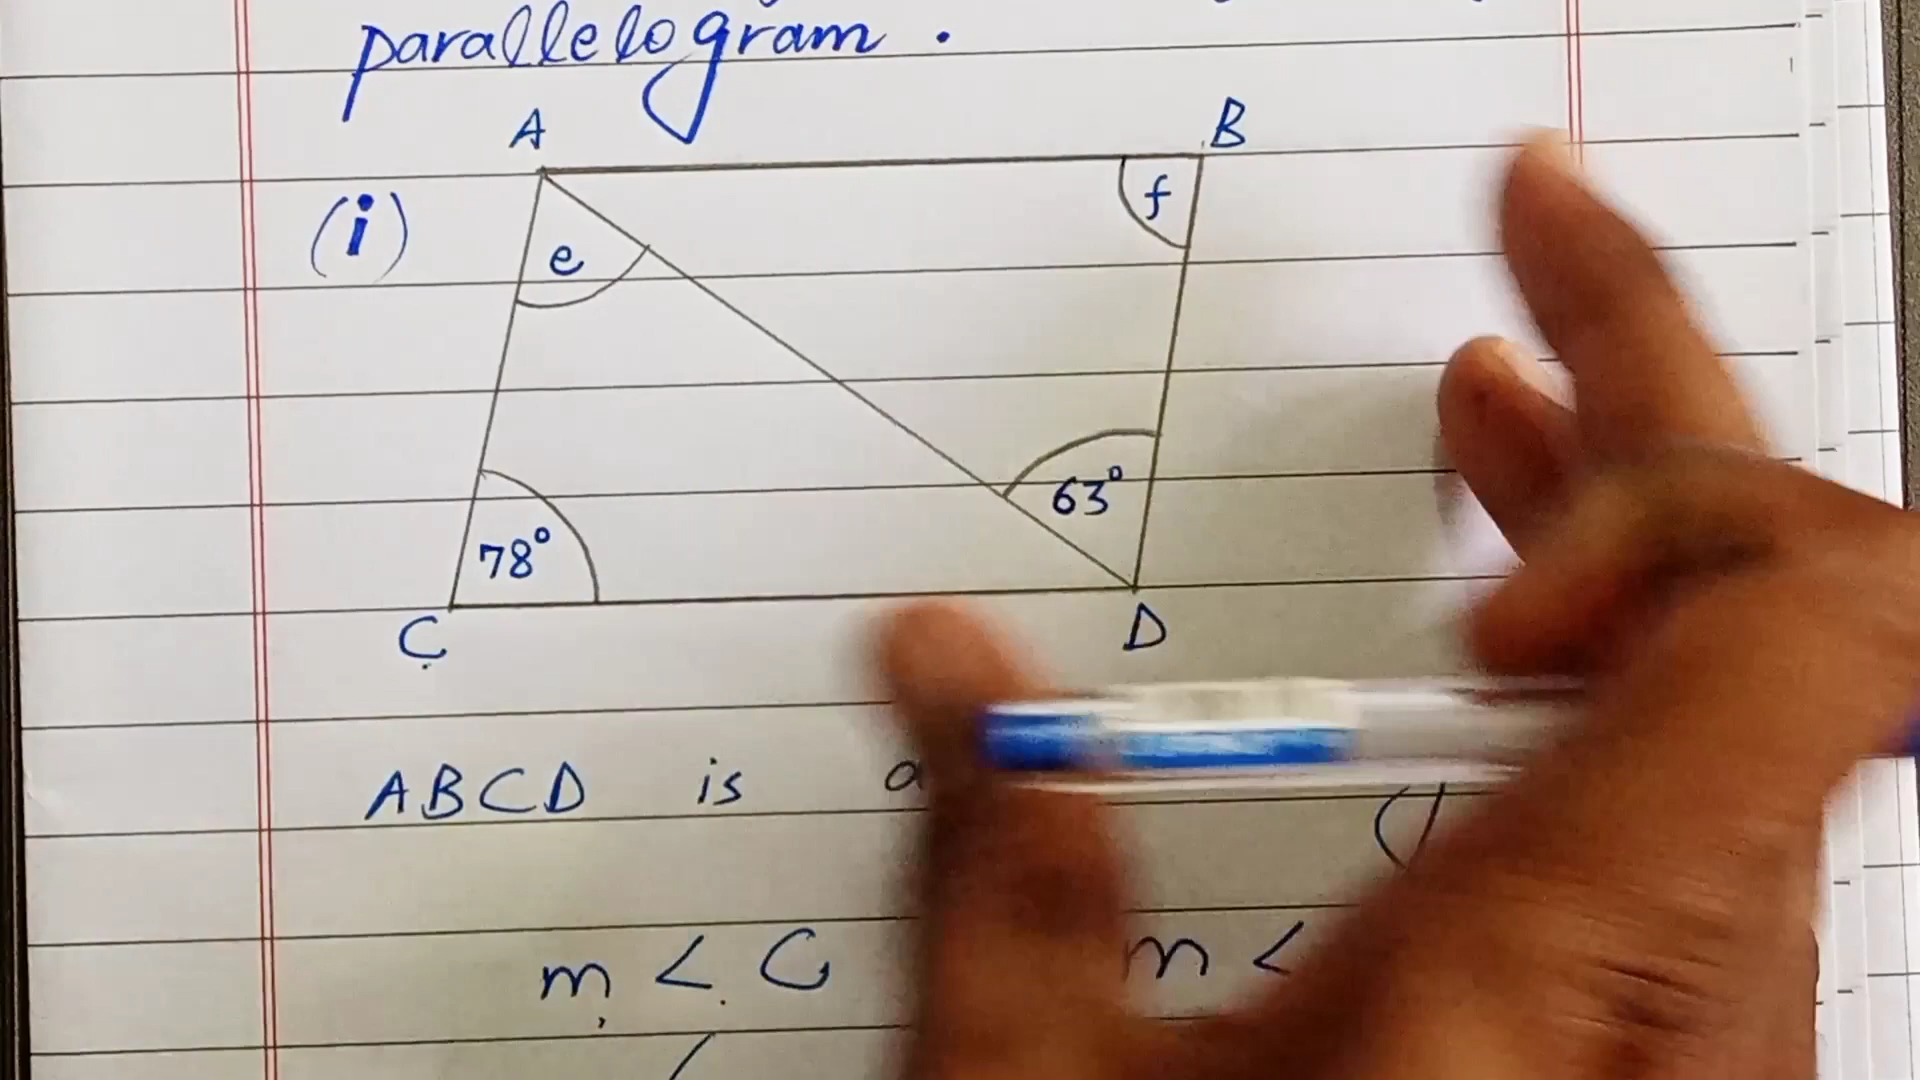 parallelogram.
A B
(i) e f
63°
78°
C D
ABCD is a
m < C m <